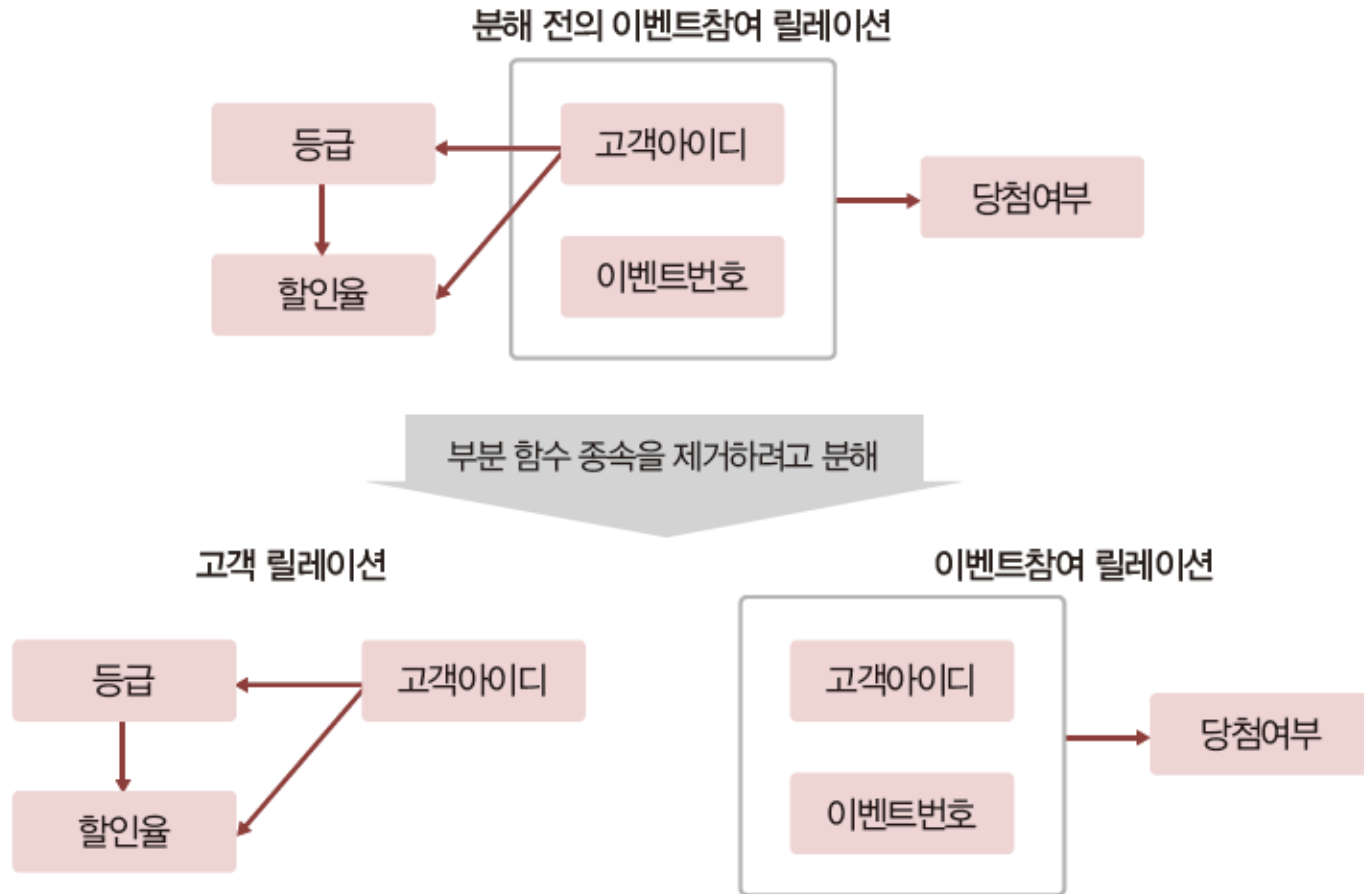 분해 전의 이벤트참여 릴레이션
등급
고객아이디
당첨여부
할인율
이벤트번호
부분 함수 종속을 제거하려고 분해
고객 릴레이션
이벤트참여 릴레이션
등급
고객아이디
할인율
고객아이디
당첨여부
이벤트번호